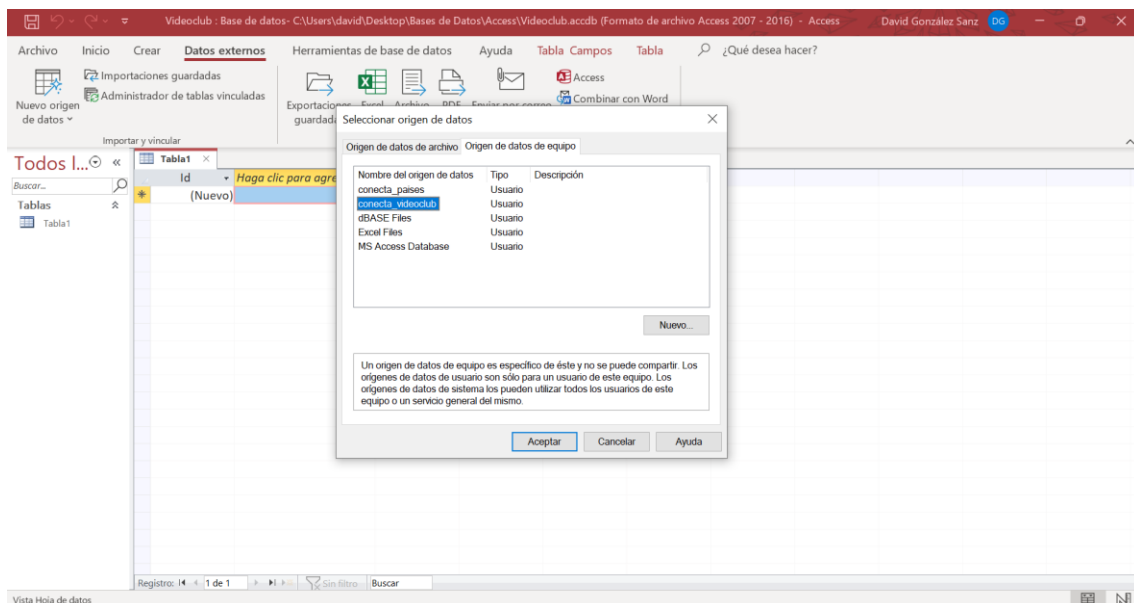 Videoclub : Base de datos- C:\Users\david\Desktop\Bases de Datos\Access\Videoclub.accdb (Formato de archivo Access 2007 - 2016) - Access David González Sanz DG
Archivo Inicio Crear Datos externos Herramientas de base de datos Ayuda Tabla Campos Tabla ¿Qué desea hacer?
Nuevo origen de datos
Importaciones guardadas
Administrador de tablas vinculadas
Importar y vincular
Exportaciones guardad
Excel
Archivo
PDF
Enviar por correo
Access
Combinar con Word
Todos l...
Buscar...
Tablas
Tabla1
Tabla1
Id Haga clic para agre
(Nuevo)
Seleccionar origen de datos
Origen de datos de archivo Origen de datos de equipo
Nombre del origen de datos Tipo Descripción
conecta_paises Usuario
conecta_videoclub Usuario
dBASE Files Usuario
Excel Files Usuario
MS Access Database Usuario
Nuevo...
Un origen de datos de equipo es específico de éste y no se puede compartir. Los
orígenes de datos de usuario son sólo para un usuario de este equipo. Los
orígenes de datos de sistema los pueden utilizar todos los usuarios de este
equipo o un servicio general del mismo.
Aceptar Cancelar Ayuda
Registro: 1 de 1 Sin filtro Buscar
Vista Hoja de datos